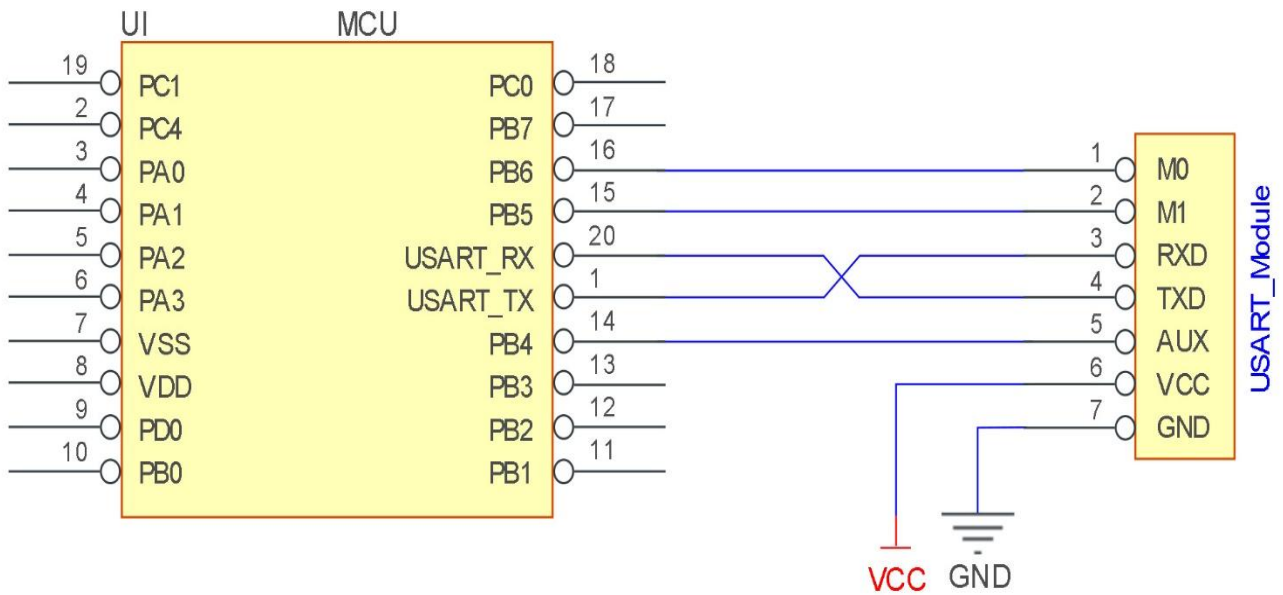 UI MCU
19 PC1 PC0 18
2 PC4 PB7 17
3 PA0 PB6 16 1 M0
4 PA1 PB5 15 2 M1
5 PA2 USART_RX 20 3 RXD
6 PA3 USART_TX 1 4 TXD
7 VSS PB4 14 5 AUX
8 VDD PB3 13 6 VCC
9 PD0 PB2 12 7 GND
10 PB0 PB1 11
USART_Module
VCC GND